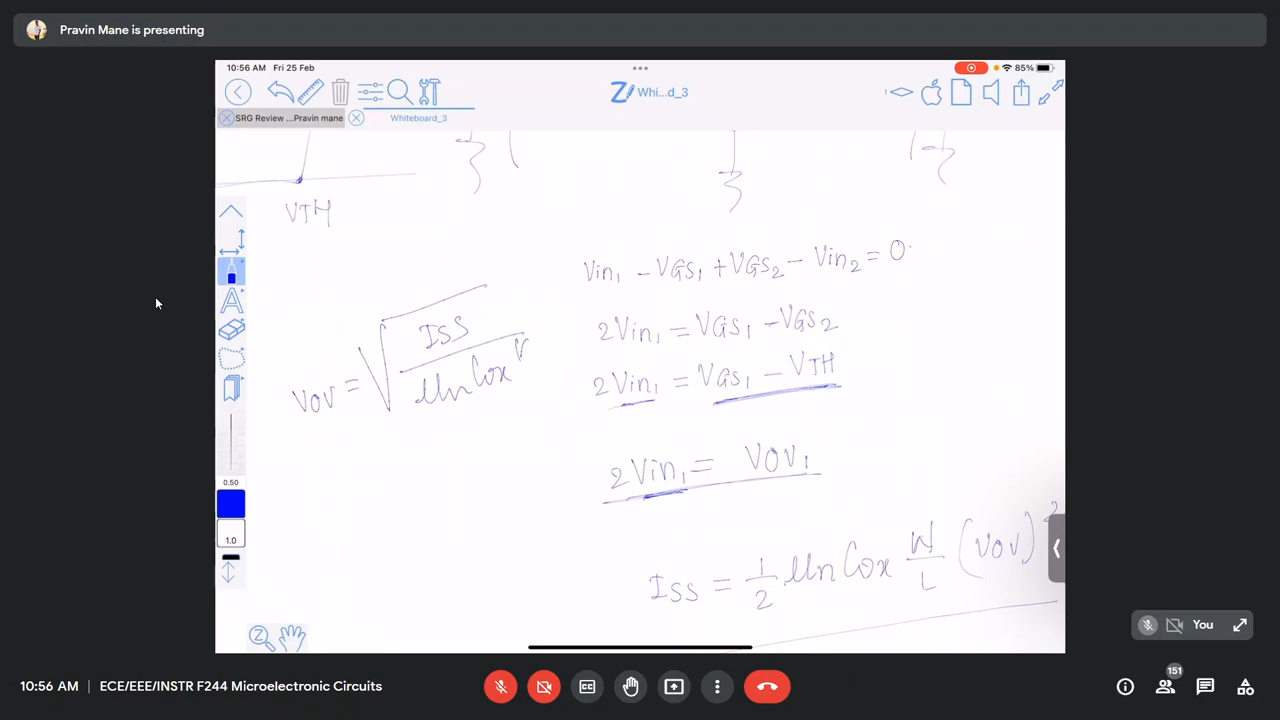 Pravin Mane is presenting
10:56 AM Fri 25 Feb
85%
Whi...d_3
SRG Review ...Pravin mane
Whiteboard_3
VTH
Vin1 - VGS1 + VGS2 - Vin2 = 0
2Vin1 = VGS1 - VGS2
2Vin1 = VGS1 - VTH
VOV = √ISS / μnCox
2Vin1 = VOV1
ISS = 1/2 μnCox W/L (VOV)²
0.50
1.0
You
151
10:56 AM | ECE/EEE/INSTR F244 Microelectronic Circuits